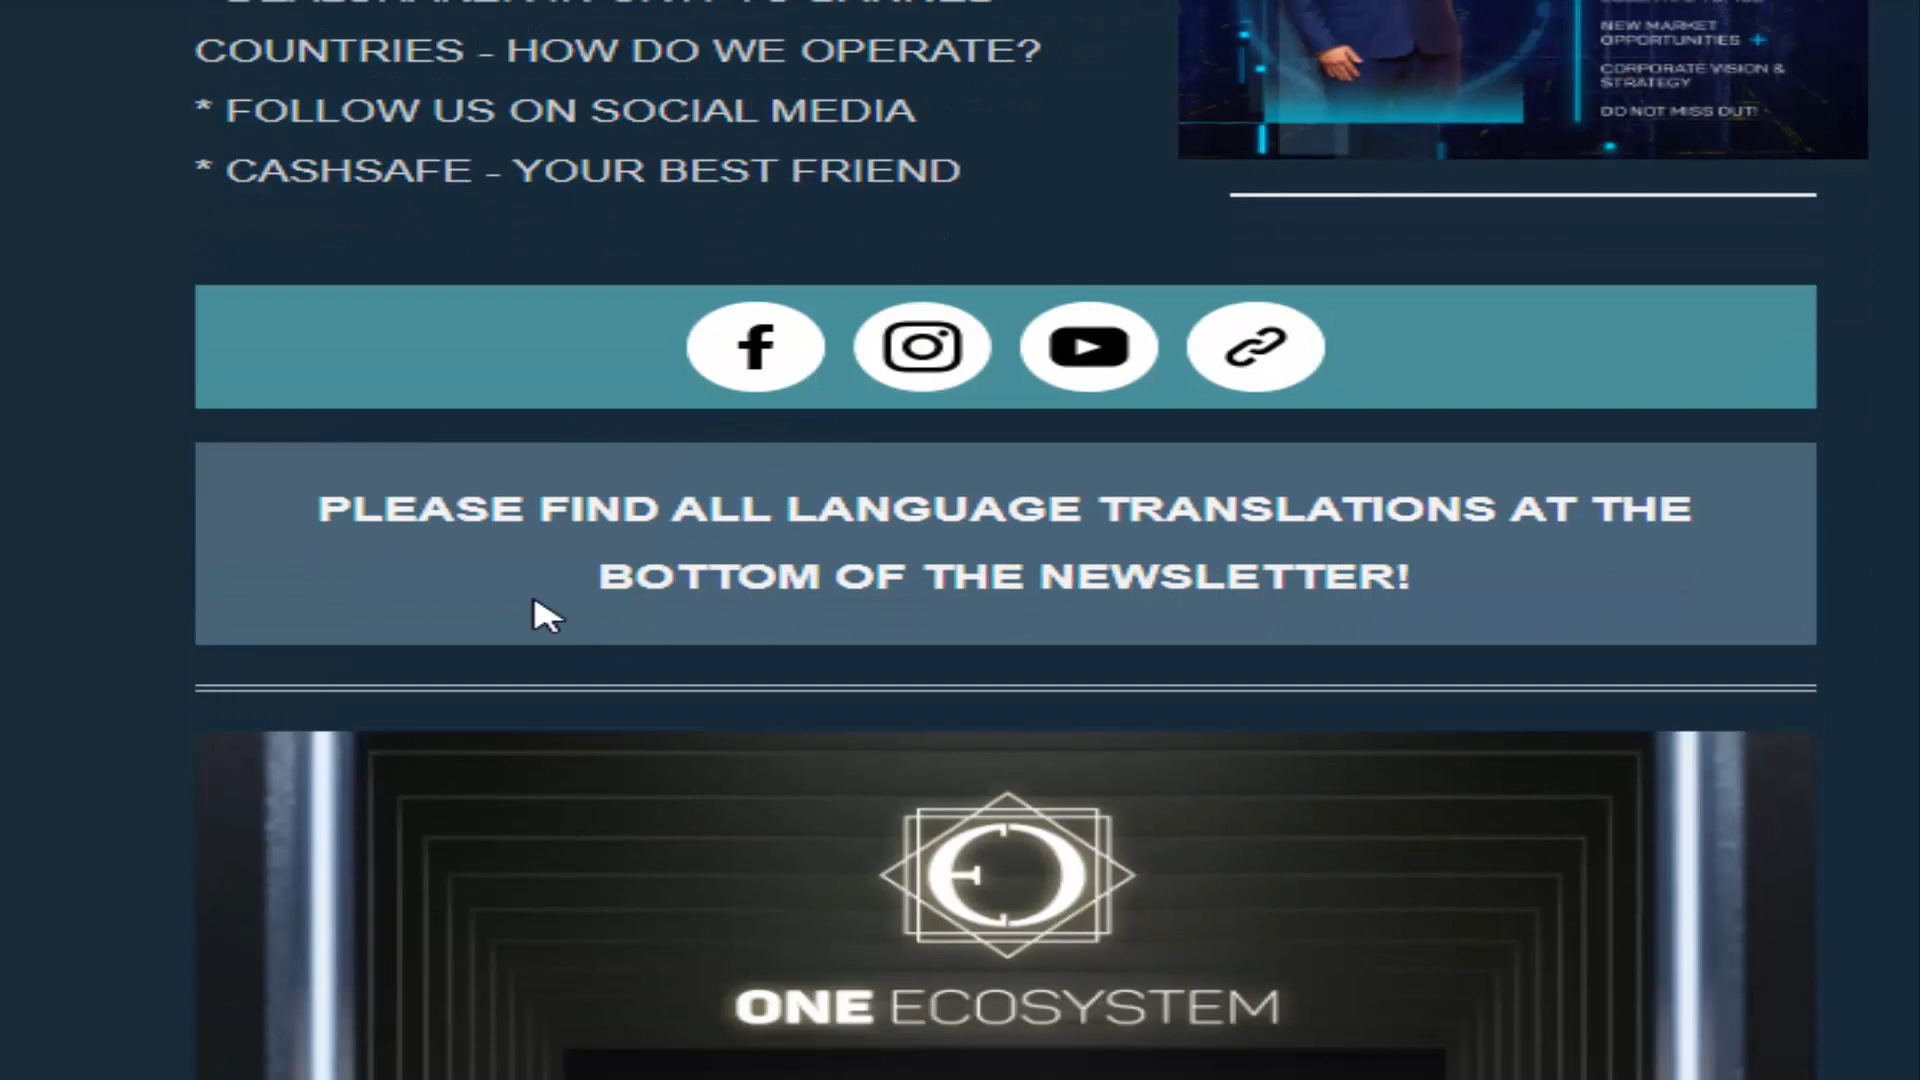 COUNTRIES - HOW DO WE OPERATE?
* FOLLOW US ON SOCIAL MEDIA
* CASHSAFE - YOUR BEST FRIEND
NEW MARKET
OPPORTUNITIES +
CORPORATE VISION &
STRATEGY
DO NOT MISS OUT!
PLEASE FIND ALL LANGUAGE TRANSLATIONS AT THE
BOTTOM OF THE NEWSLETTER!
ONE ECOSYSTEM